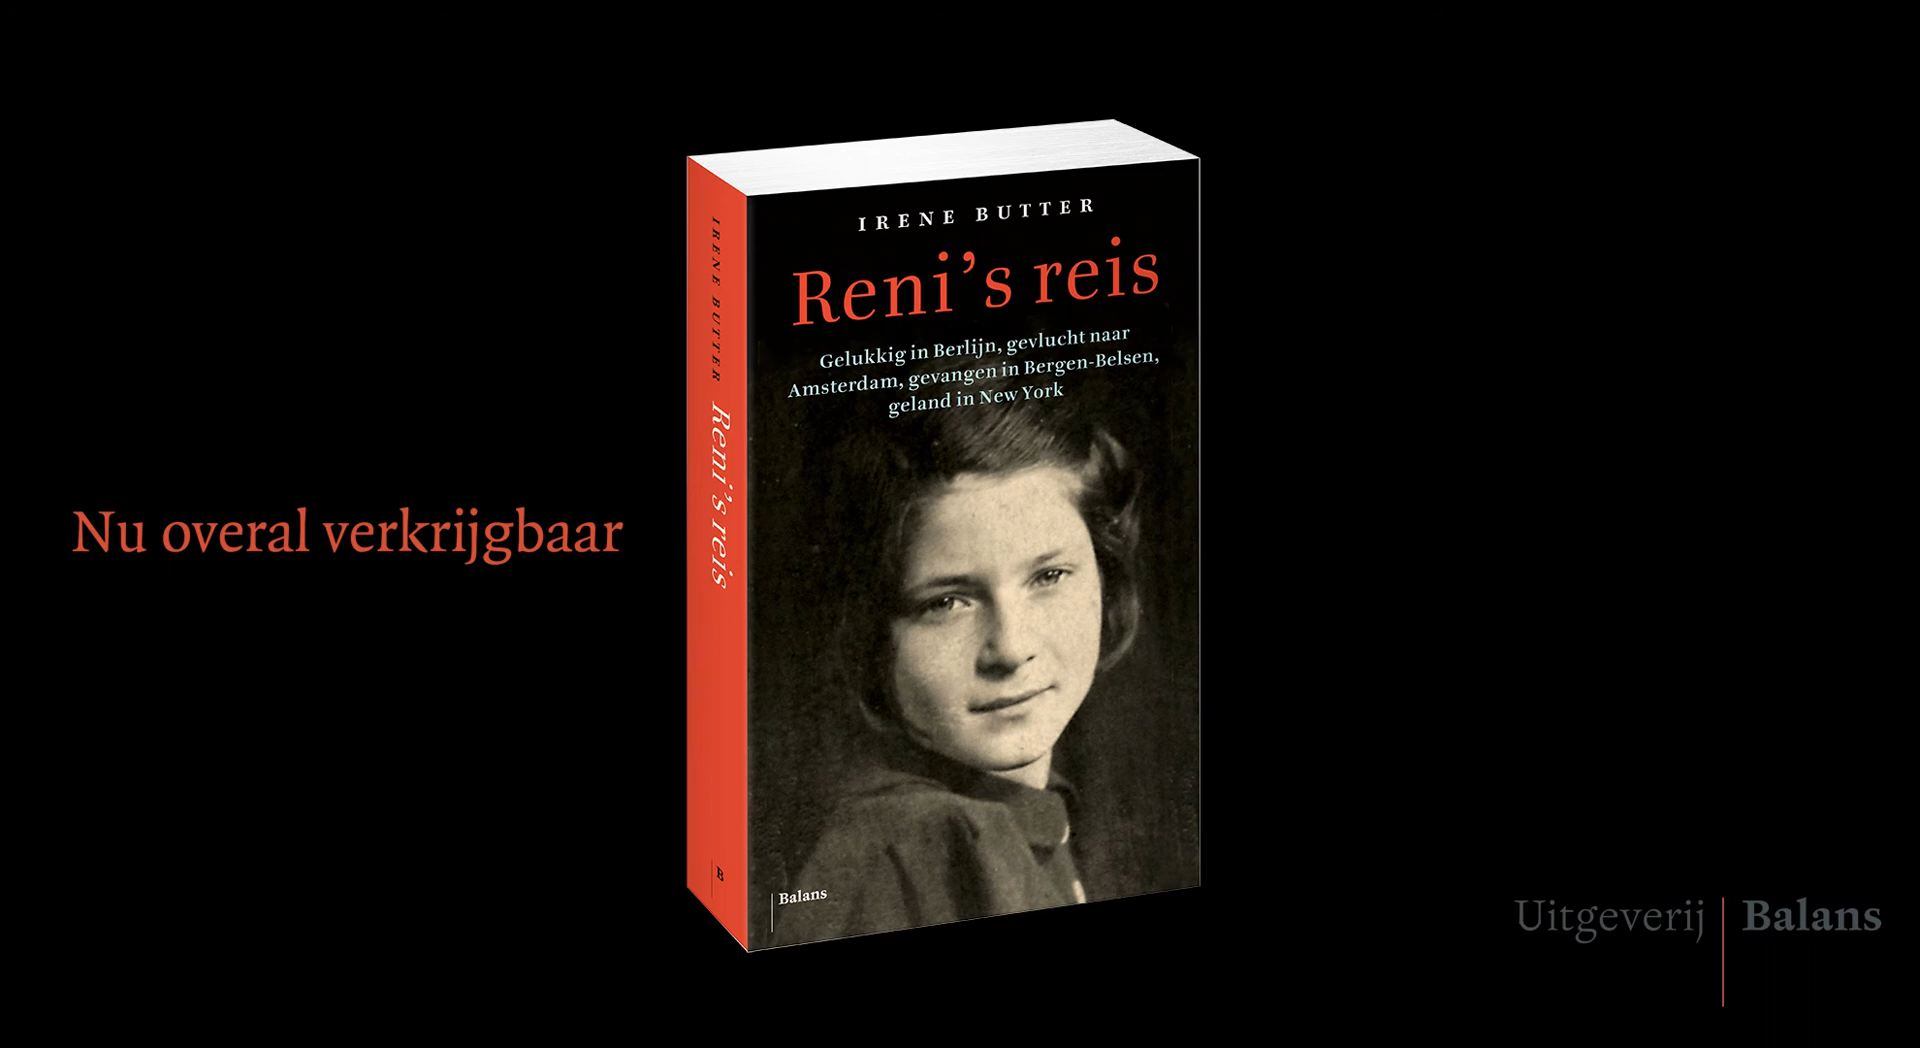 IRENE BUTTER
Reni's reis
Gelukkig in Berlijn, gevlucht naar
Amsterdam, gevangen in Bergen-Belsen,
geland in New York
IRENE BUTTER Reni's reis
B
Balans
Nu overal verkrijgbaar
Uitgeverij Balans